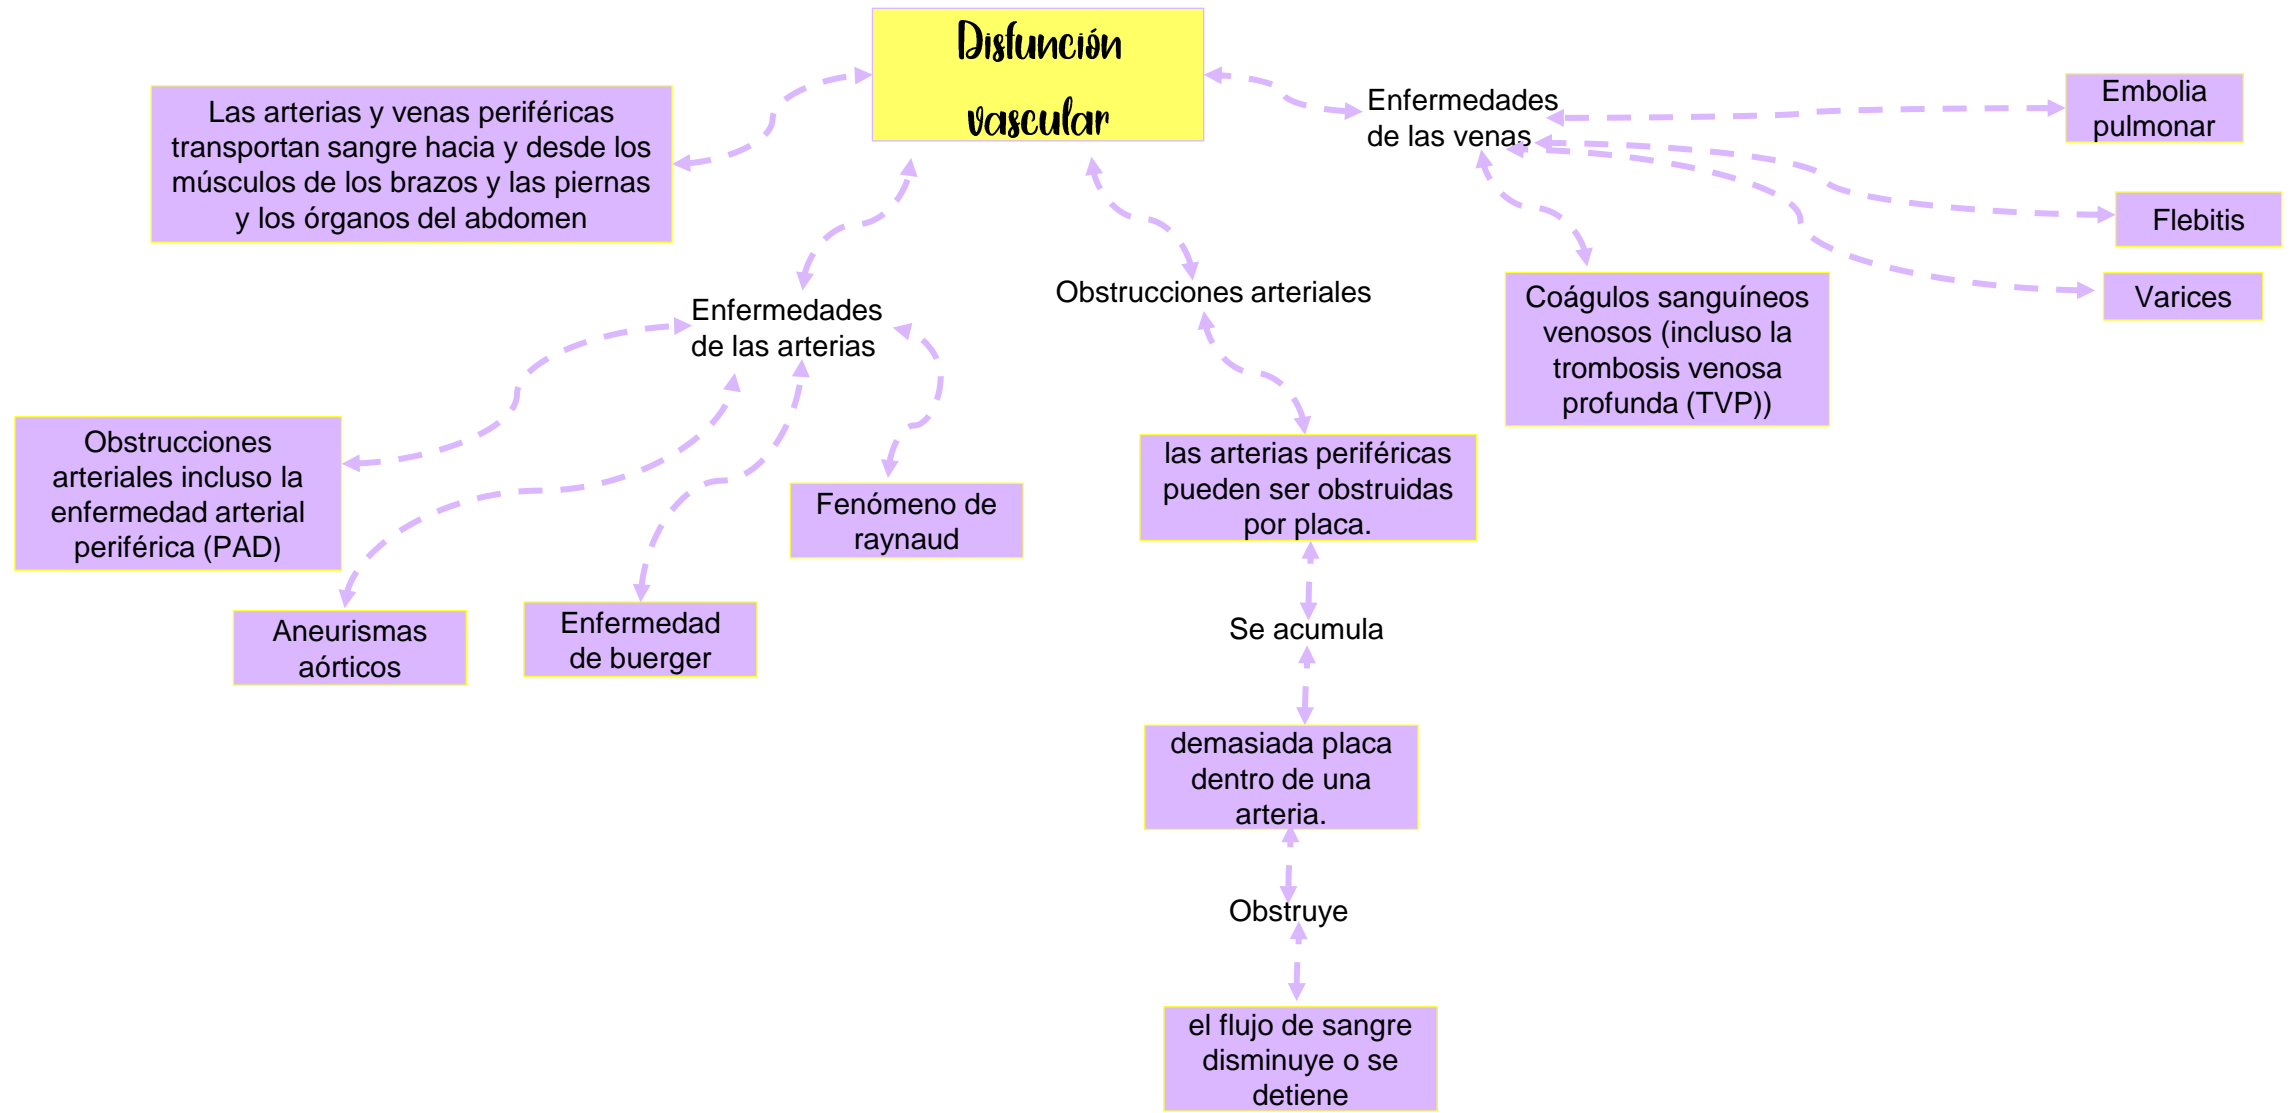 Disfunción
vascular
Las arterias y venas periféricas
transportan sangre hacia y desde los
músculos de los brazos y las piernas
y los órganos del abdomen
Enfermedades
de las venas
Embolia
pulmonar
Flebitis
Varices
Coágulos sanguíneos
venosos (incluso la
trombosis venosa
profunda (TVP))
Enfermedades
de las arterias
Obstrucciones arteriales
Obstrucciones
arteriales incluso la
enfermedad arterial
periférica (PAD)
Aneurismas
aórticos
Enfermedad
de buerger
Fenómeno de
raynaud
las arterias periféricas
pueden ser obstruidas
por placa.
Se acumula
demasiada placa
dentro de una
arteria.
Obstruye
el flujo de sangre
disminuye o se
detiene